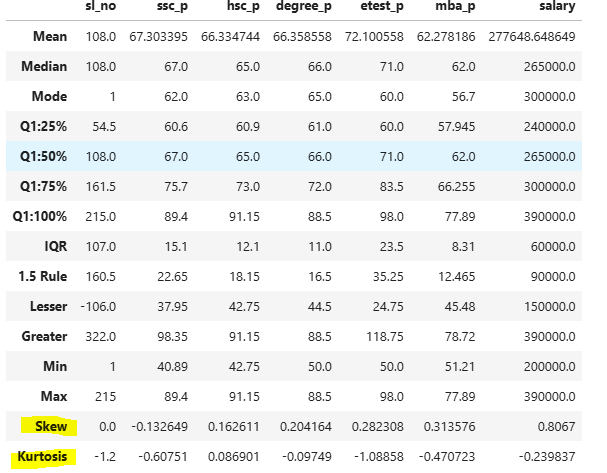 sl_no ssc_p hsc_p degree_p etest_p mba_p salary
Mean 108.0 67.303395 66.334744 66.358558 72.100558 62.278186 277648.648649
Median 108.0 67.0 65.0 66.0 71.0 62.0 265000.0
Mode 1 62.0 63.0 65.0 60.0 56.7 300000.0
Q1:25% 54.5 60.6 60.9 61.0 60.0 57.945 240000.0
Q1:50% 108.0 67.0 65.0 66.0 71.0 62.0 265000.0
Q1:75% 161.5 75.7 73.0 72.0 83.5 66.255 300000.0
Q1:100% 215.0 89.4 91.15 88.5 98.0 77.89 390000.0
IQR 107.0 15.1 12.1 11.0 23.5 8.31 60000.0
1.5 Rule 160.5 22.65 18.15 16.5 35.25 12.465 90000.0
Lesser -106.0 37.95 42.75 44.5 24.75 45.48 150000.0
Greater 322.0 98.35 91.15 88.5 118.75 78.72 390000.0
Min 1 40.89 42.75 50.0 50.0 51.21 200000.0
Max 215 89.4 91.15 88.5 98.0 77.89 390000.0
Skew 0.0 -0.132649 0.162611 0.204164 0.282308 0.313576 0.8067
Kurtosis -1.2 -0.60751 0.086901 -0.09749 -1.08858 -0.470723 -0.239837